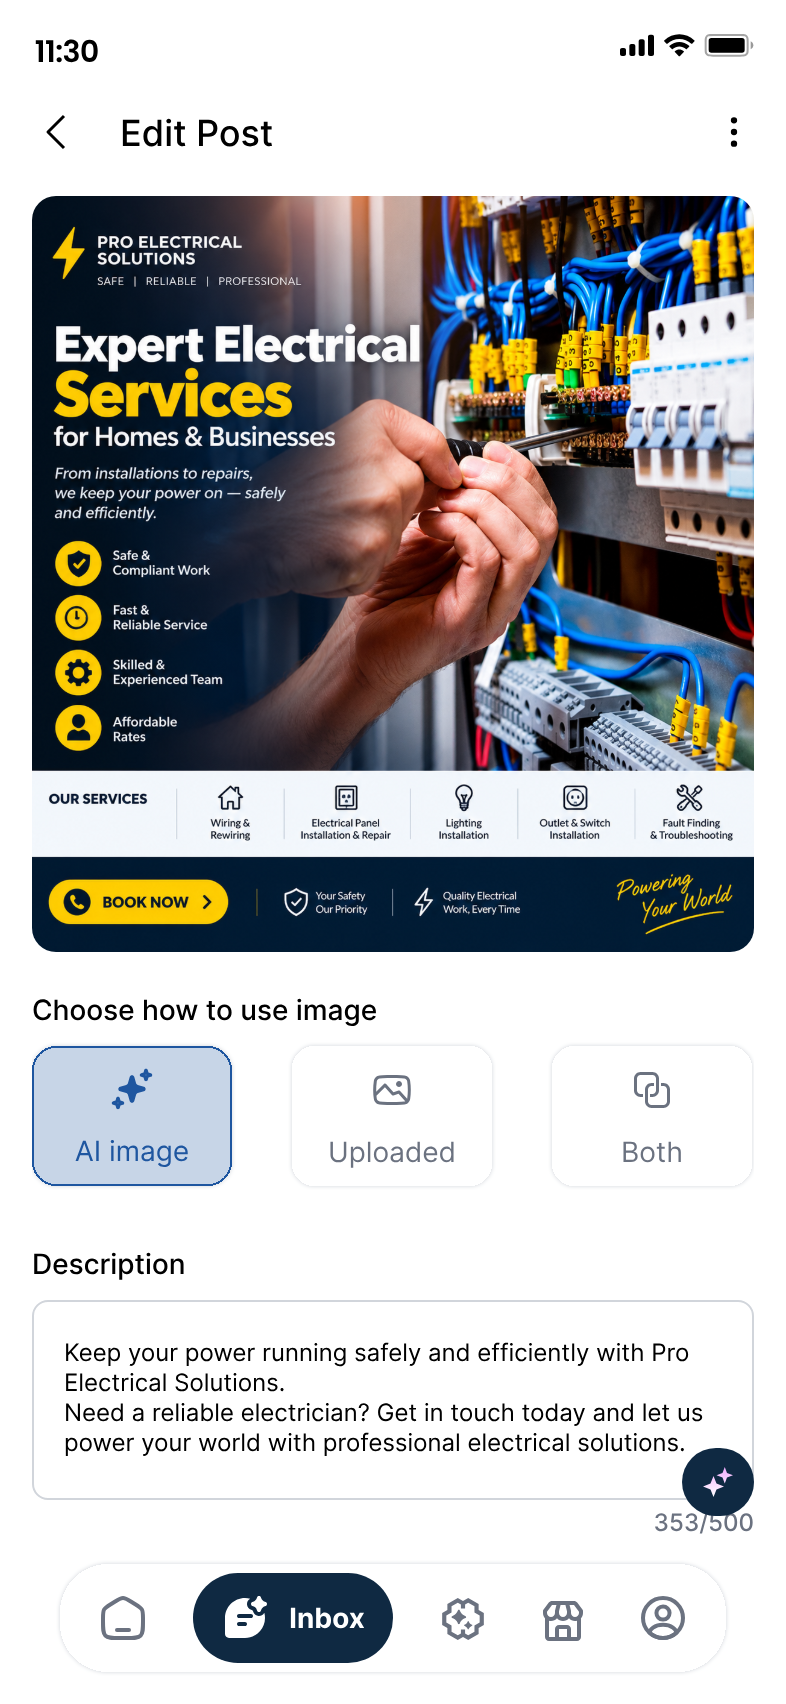 11:30
Edit Post
PRO ELECTRICAL
SOLUTIONS
SAFE | RELIABLE | PROFESSIONAL
Expert Electrical
Services
for Homes & Businesses
From installations to repairs,
we keep your power on — safely
and efficiently.
Safe &
Compliant Work
Fast &
Reliable Service
Skilled &
Experienced Team
Affordable
Rates
OUR SERVICES
Wiring &
Rewiring
Electrical Panel
Installation & Repair
Lighting
Installation
Outlet & Switch
Installation
Fault Finding
& Troubleshooting
BOOK NOW
Your Safety
Our Priority
Quality Electrical
Work, Every Time
Powering
Your World
Choose how to use image
AI image
Uploaded
Both
Description
Keep your power running safely and efficiently with Pro
Electrical Solutions.
Need a reliable electrician? Get in touch today and let us
power your world with professional electrical solutions.
353/500
Inbox